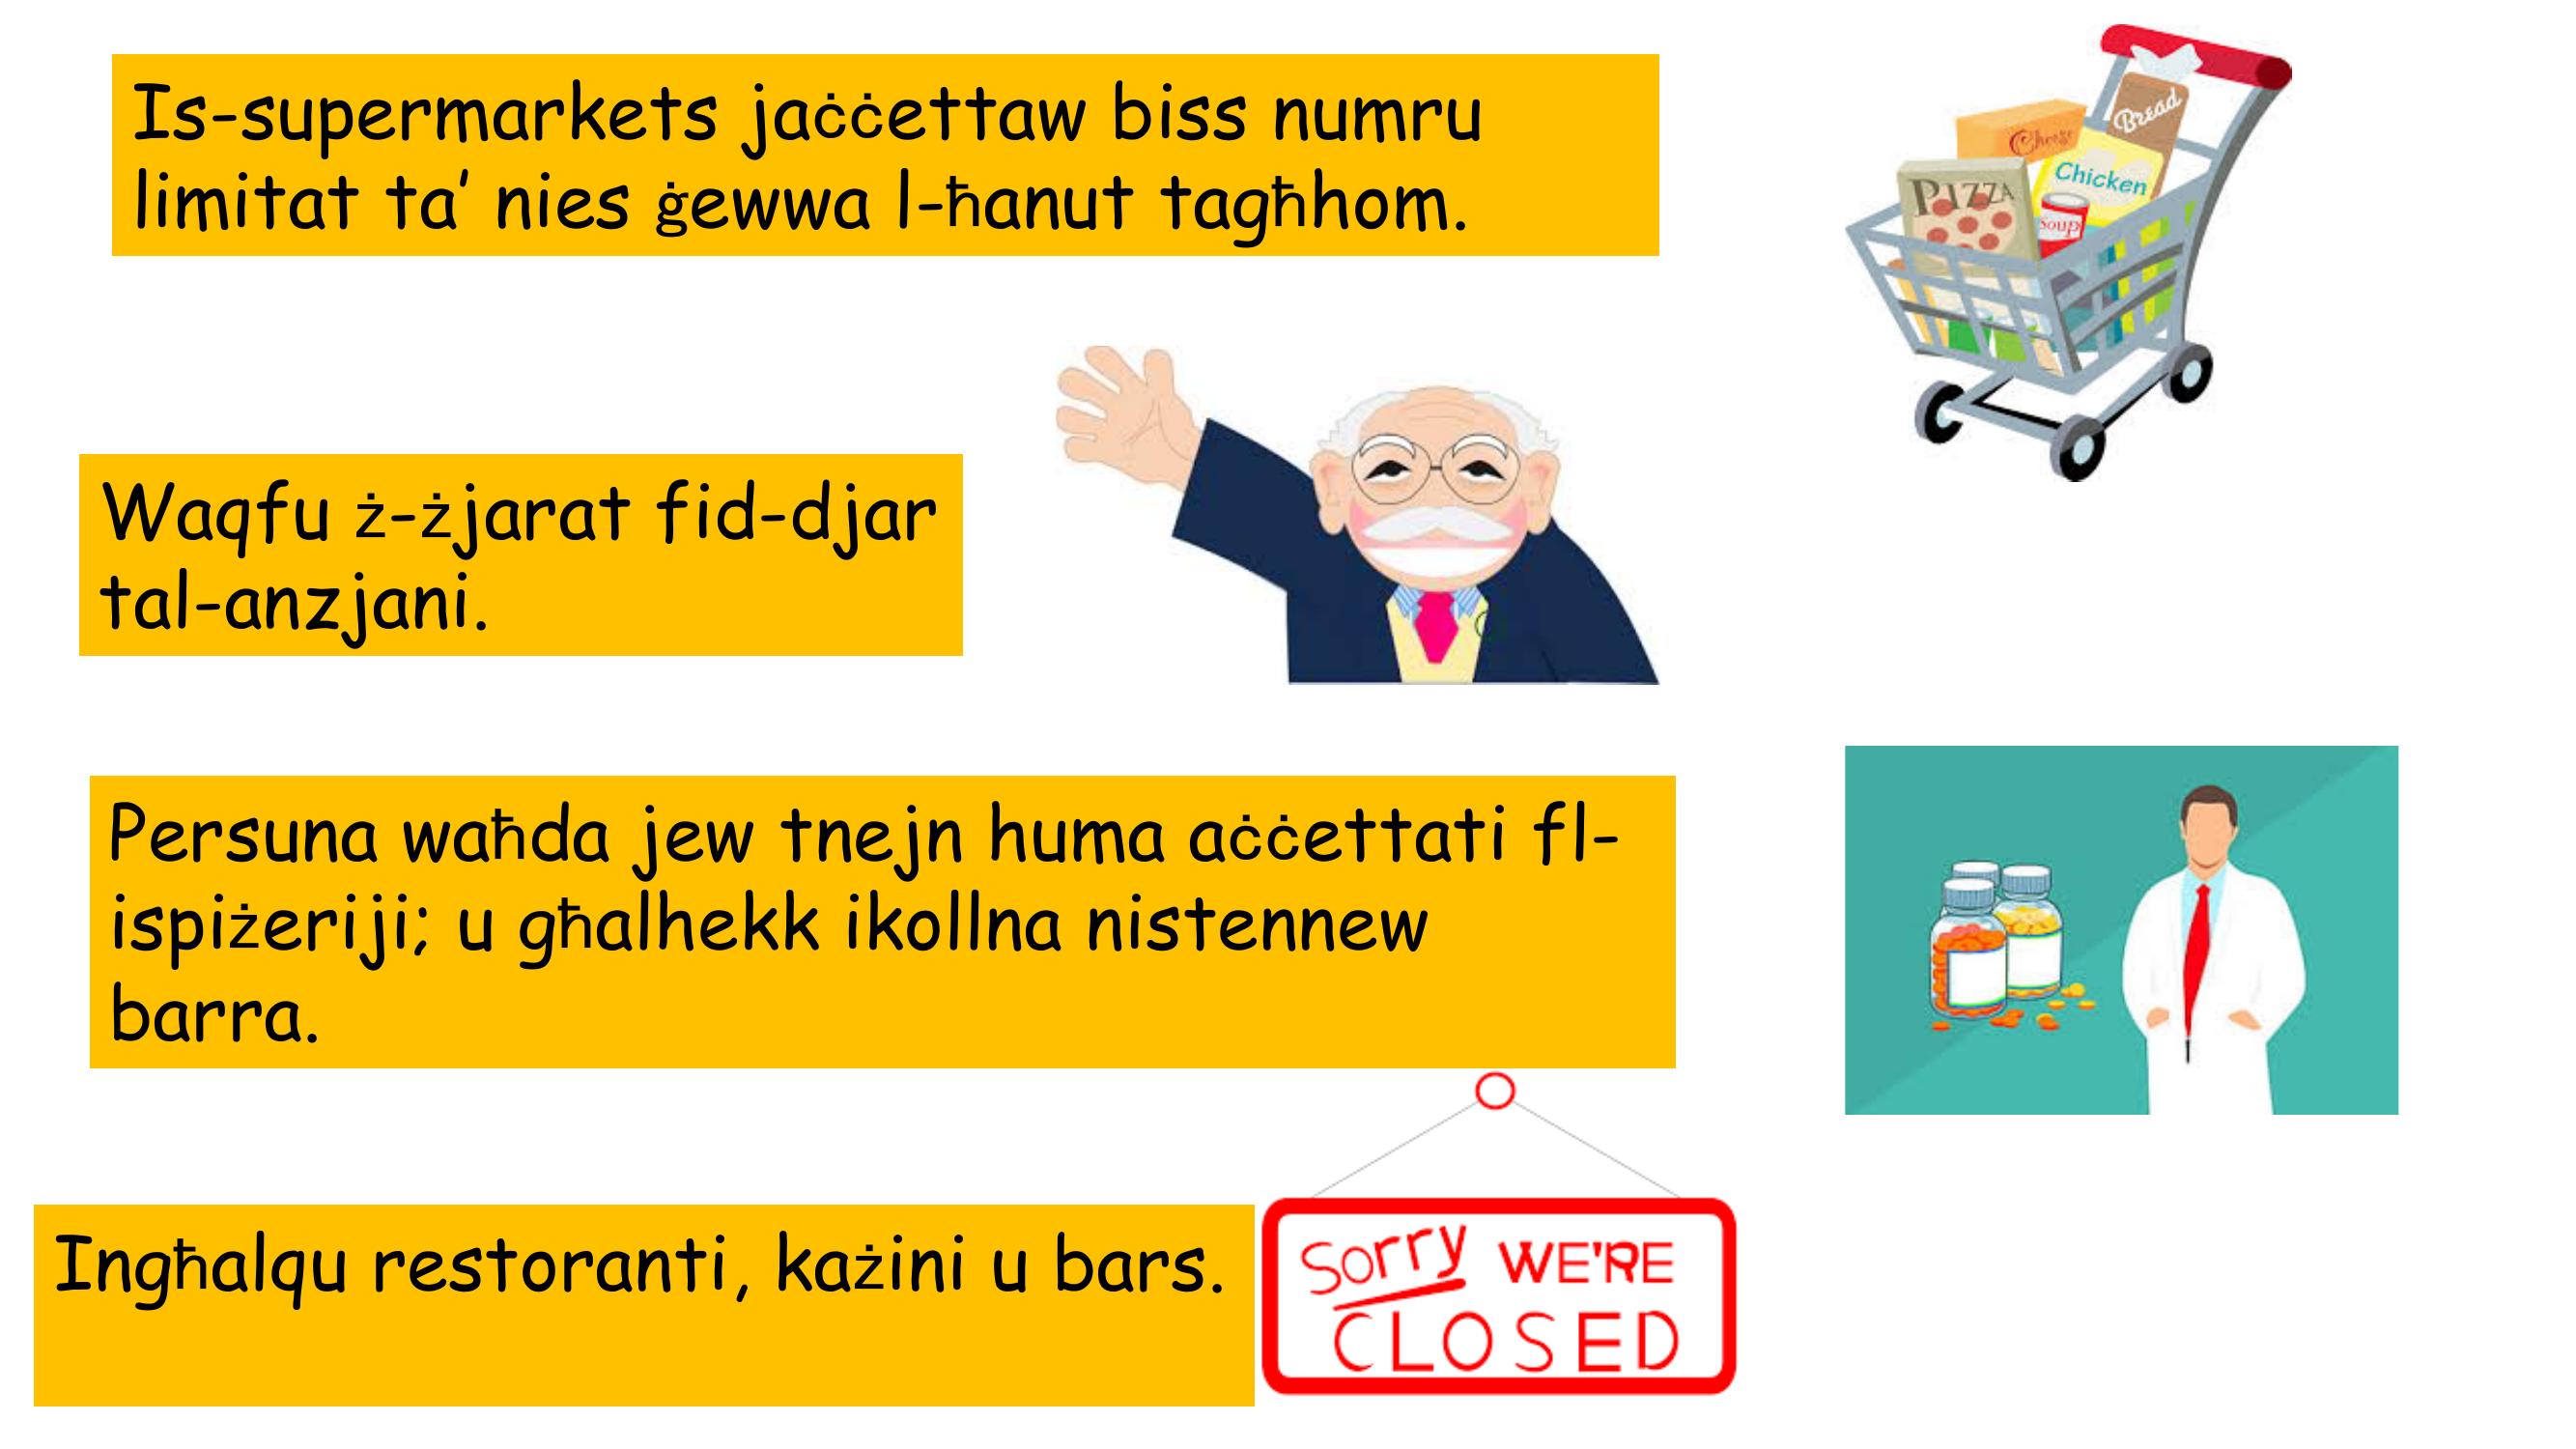 Is-supermarkets jaċċettaw biss numru
limitat ta’ nies ġewwa l-ħanut tagħhom.
Bread
Cheese
Chicken
PIZZA
Soup
Waqfu ż-żjarat fid-djar
tal-anzjani.
Persuna waħda jew tnejn huma aċċettati fl-
ispiżeriji; u għalhekk ikollna nistennew
barra.
Ingħalqu restoranti, każini u bars.
Sorry WE'RE
CLOSED